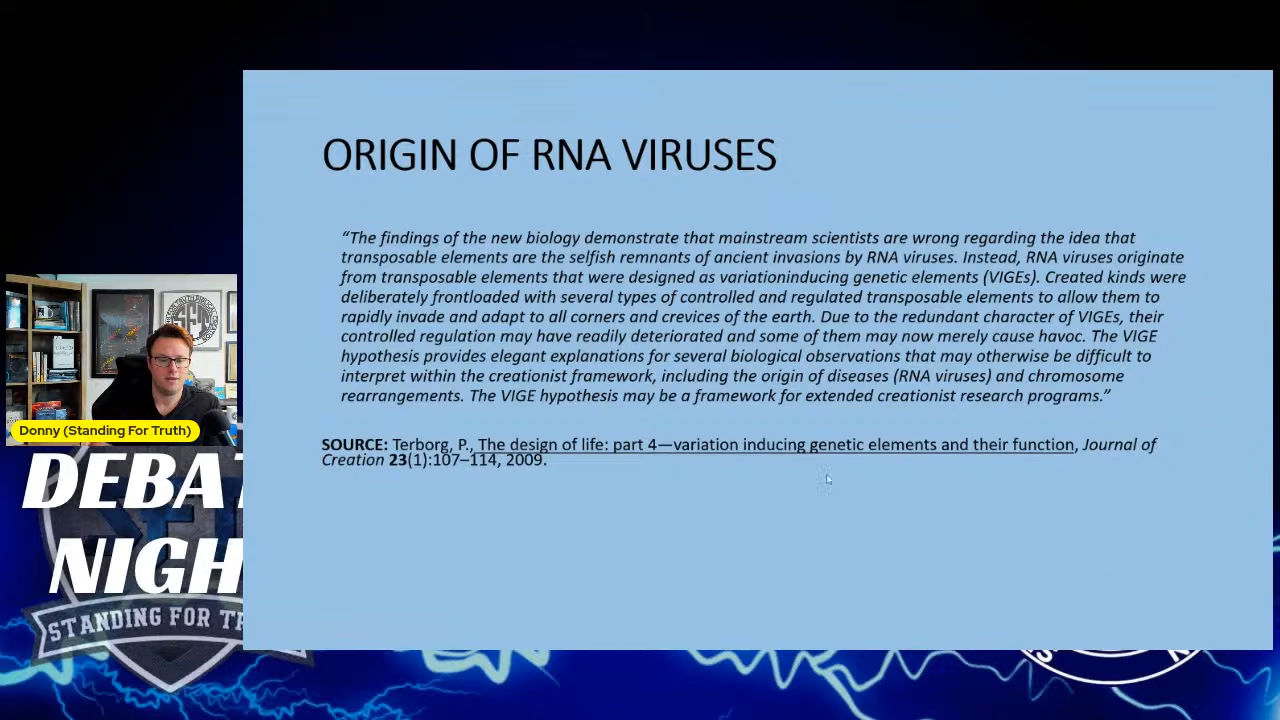 ORIGIN OF RNA VIRUSES
“The findings of the new biology demonstrate that mainstream scientists are wrong regarding the idea that
transposable elements are the selfish remnants of ancient invasions by RNA viruses. Instead, RNA viruses originate
from transposable elements that were designed as variationinducing genetic elements (VIGEs). Created kinds were
deliberately frontloaded with several types of controlled and regulated transposable elements to allow them to
rapidly invade and adapt to all corners and crevices of the earth. Due to the redundant character of VIGEs, their
controlled regulation may have readily deteriorated and some of them may now merely cause havoc. The VIGE
hypothesis provides elegant explanations for several biological observations that may otherwise be difficult to
interpret within the creationist framework, including the origin of diseases (RNA viruses) and chromosome
rearrangements. The VIGE hypothesis may be a framework for extended creationist research programs.”
SOURCE: Terborg, P., The design of life: part 4—variation inducing genetic elements and their function, Journal of
Creation 23(1):107–114, 2009.
SFT
Donny (Standing For Truth)
DEBAT
NIGH
STANDING FOR TR